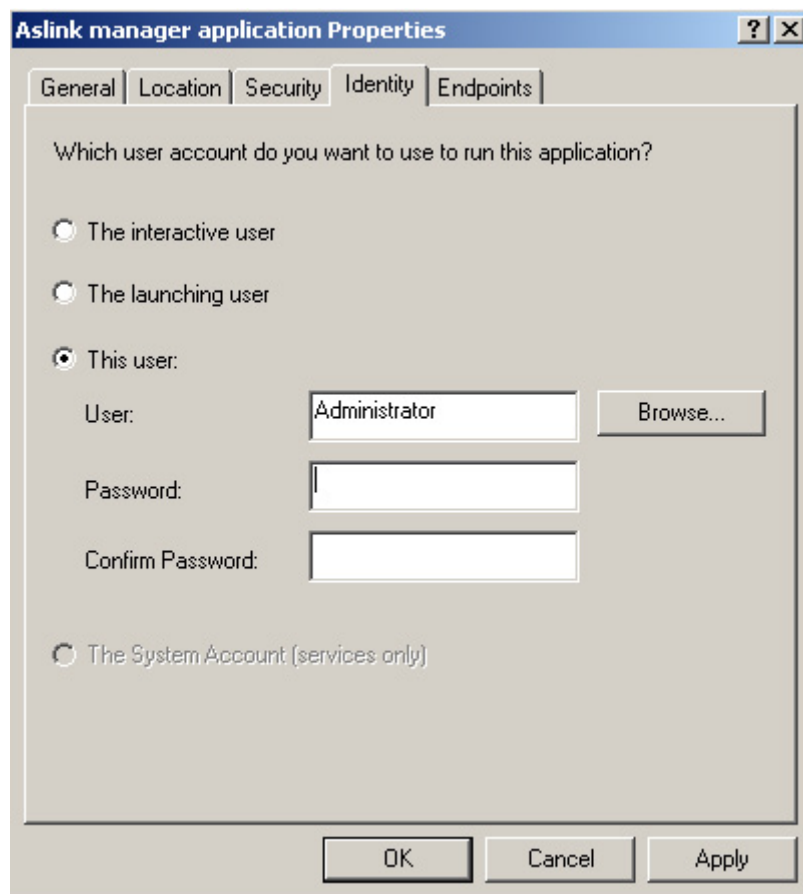 Aslink manager application Properties
General Location Security Identity Endpoints
Which user account do you want to use to run this application?
The interactive user
The launching user
This user:
User: Administrator Browse...
Password:
Confirm Password:
The System Account (services only)
OK Cancel Apply